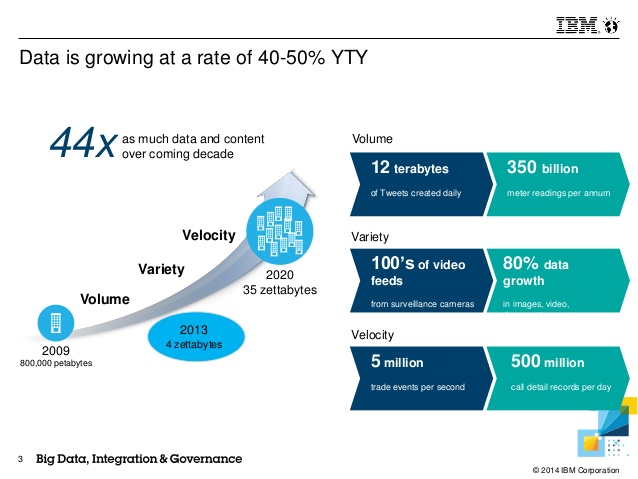 IBM
Data is growing at a rate of 40-50% YTY
44x
as much data and content
over coming decade
Velocity
Variety
Volume
2020
35 zettabytes
2013
4 zettabytes
2009
800,000 petabytes
Volume
12 terabytes
of Tweets created daily
350 billion
meter readings per annum
Variety
100's of video
feeds
from surveillance cameras
80% data
growth
in images, video,
Velocity
5 million
trade events per second
500 million
call detail records per day
3
Big Data, Integration & Governance
© 2014 IBM Corporation